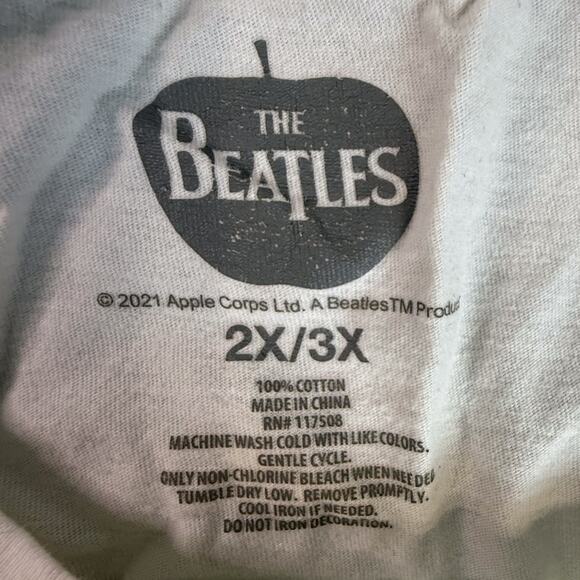 THE
BEATLES
© 2021 Apple Corps Ltd. A BeatlesTM Product
2X/3X
100% COTTON
MADE IN CHINA
RN# 117508
MACHINE WASH COLD WITH LIKE COLORS.
GENTLE CYCLE.
ONLY NON-CHLORINE BLEACH WHEN NEEDED
TUMBLE DRY LOW. REMOVE PROMPTLY.
COOL IRON IF NEEDED.
DO NOT IRON DECORATION.